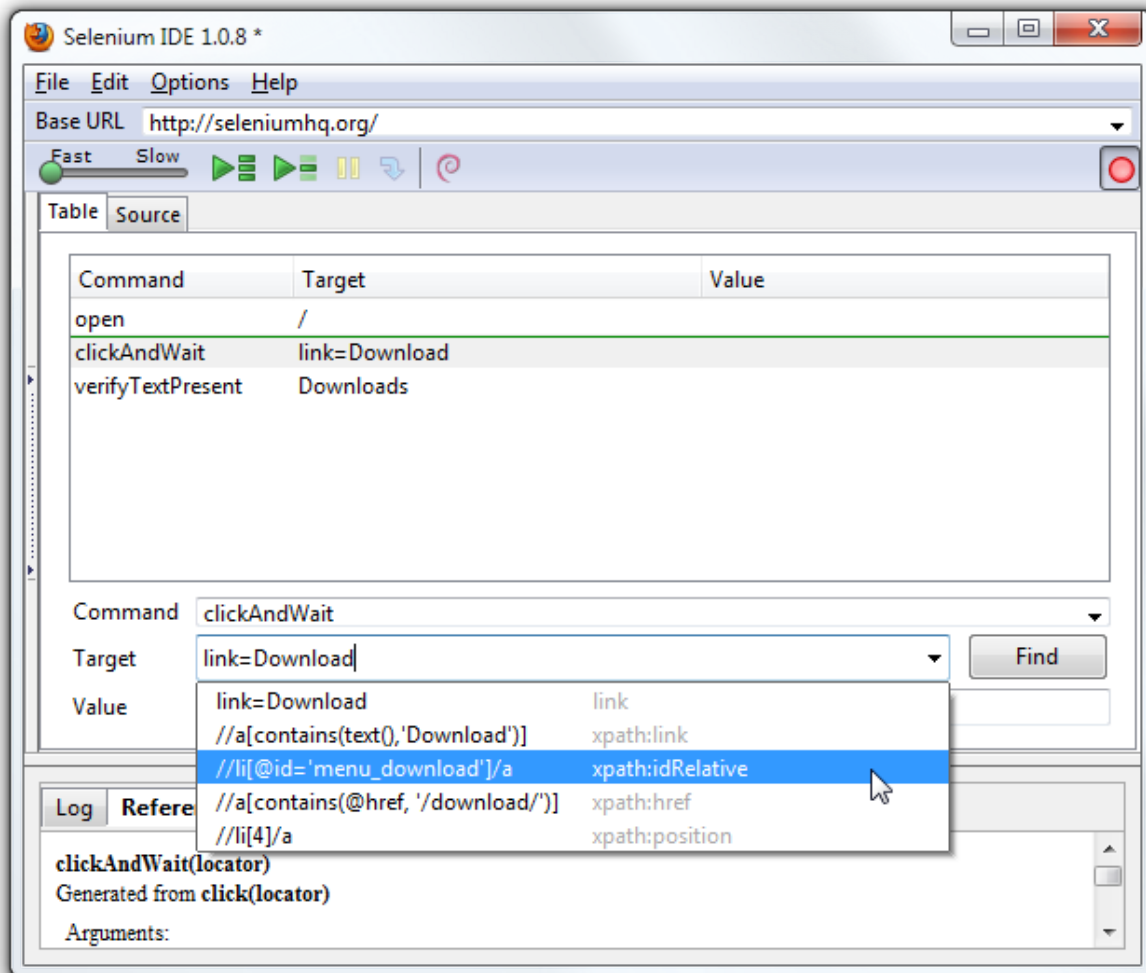 Selenium IDE 1.0.8 *
File Edit Options Help
Base URL http://seleniumhq.org/
Fast Slow
Table Source
Command Target Value
open /
clickAndWait link=Download
verifyTextPresent Downloads
Command clickAndWait
Target link=Download Find
Value
link=Download link
//a[contains(text(),'Download')] xpath:link
//li[@id='menu_download']/a xpath:idRelative
//a[contains(@href, '/download/')] xpath:href
//li[4]/a xpath:position
Log Refere
clickAndWait(locator)
Generated from click(locator)
Arguments: